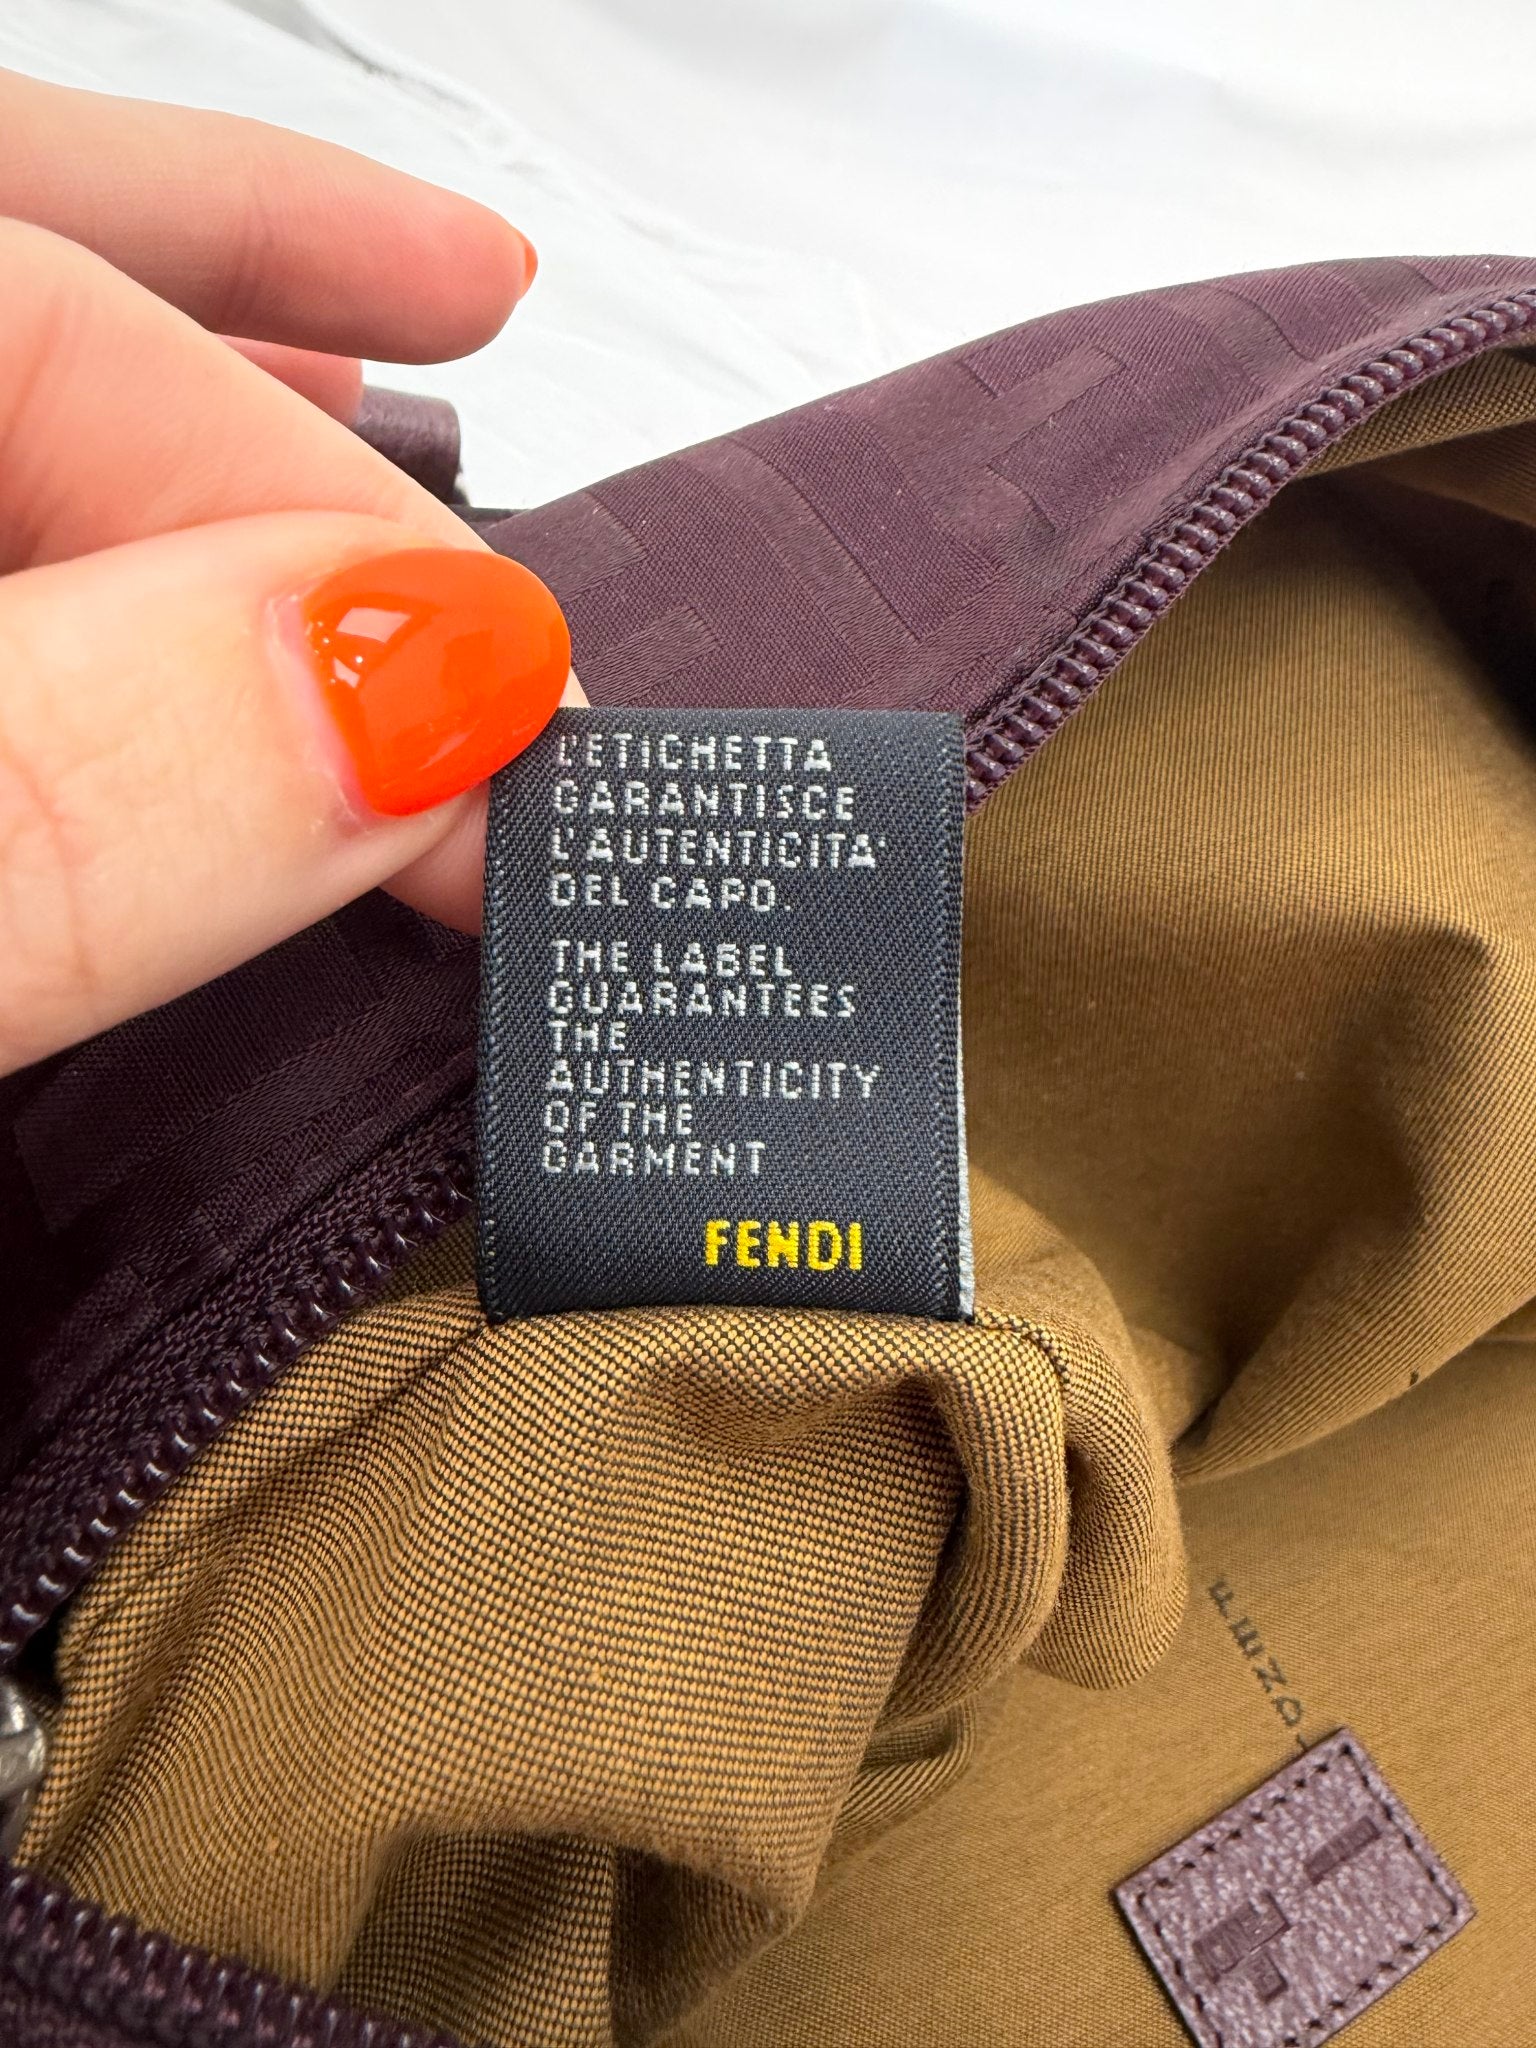 L'ETICHETTA
GARANTISCE
L'AUTENTICITA'
DEL CAPO.
THE LABEL
GUARANTEES
THE
AUTHENTICITY
OF THE
GARMENT
FENDI